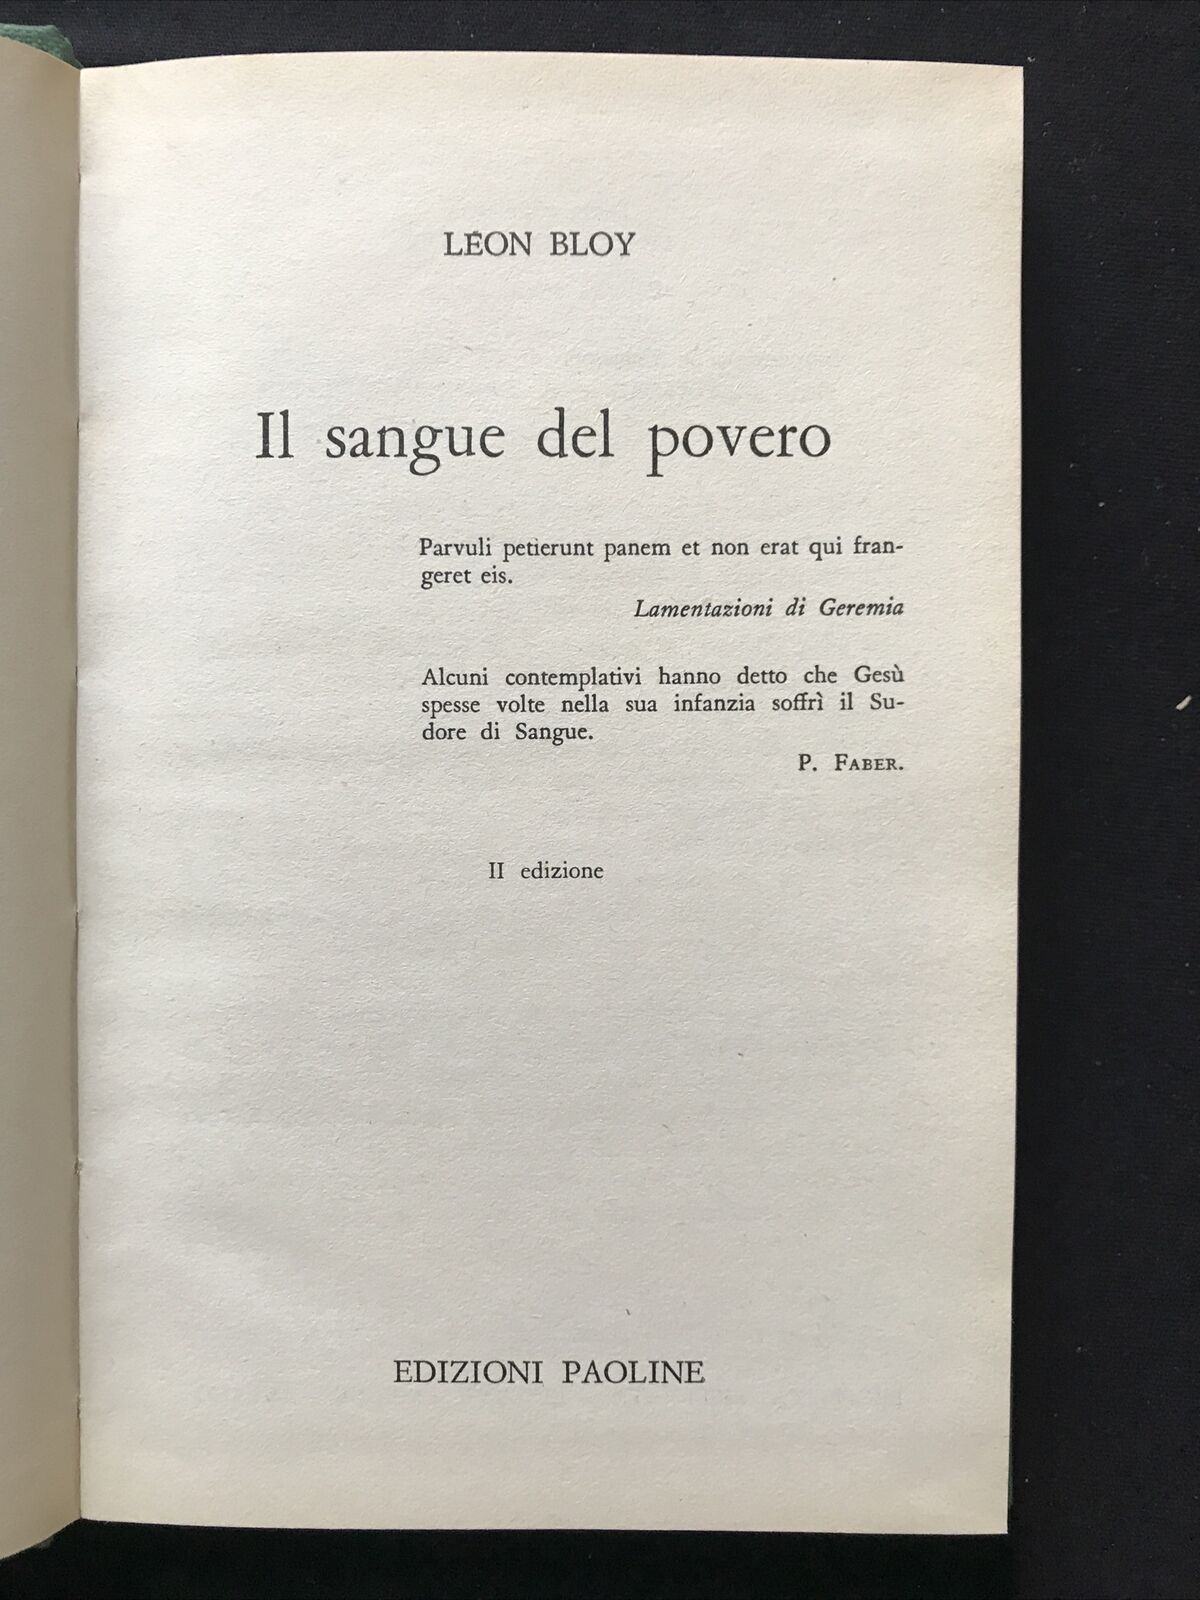 LÉON BLOY
Il sangue del povero
Parvuli petierunt panem et non erat qui fran-
geret eis.
Lamentazioni di Geremia
Alcuni contemplativi hanno detto che Gesù
spesse volte nella sua infanzia soffrì il Su-
dore di Sangue.
P. FABER.
II edizione
EDIZIONI PAOLINE